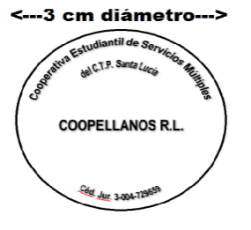 <---3 cm diámetro--->
Cooperativa Estudiantil de Servicios Múltiples
del C.T.P. Santa Lucía
COOPELLANOS R.L.
Céd. Jur. 3-004-729659